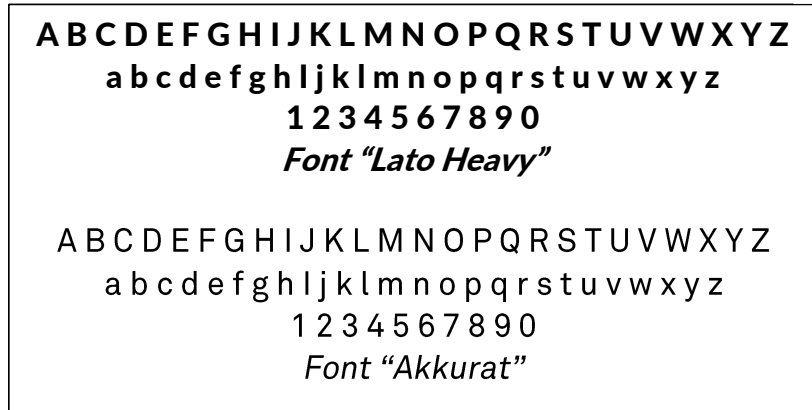 A B C D E F G H I J K L M N O P Q R S T U V W X Y Z
a b c d e f g h I j k l m n o p q r s t u v w x y z
1 2 3 4 5 6 7 8 9 0
Font “Lato Heavy”
A B C D E F G H I J K L M N O P Q R S T U V W X Y Z
a b c d e f g h I j k l m n o p q r s t u v w x y z
1 2 3 4 5 6 7 8 9 0
Font “Akkurat”